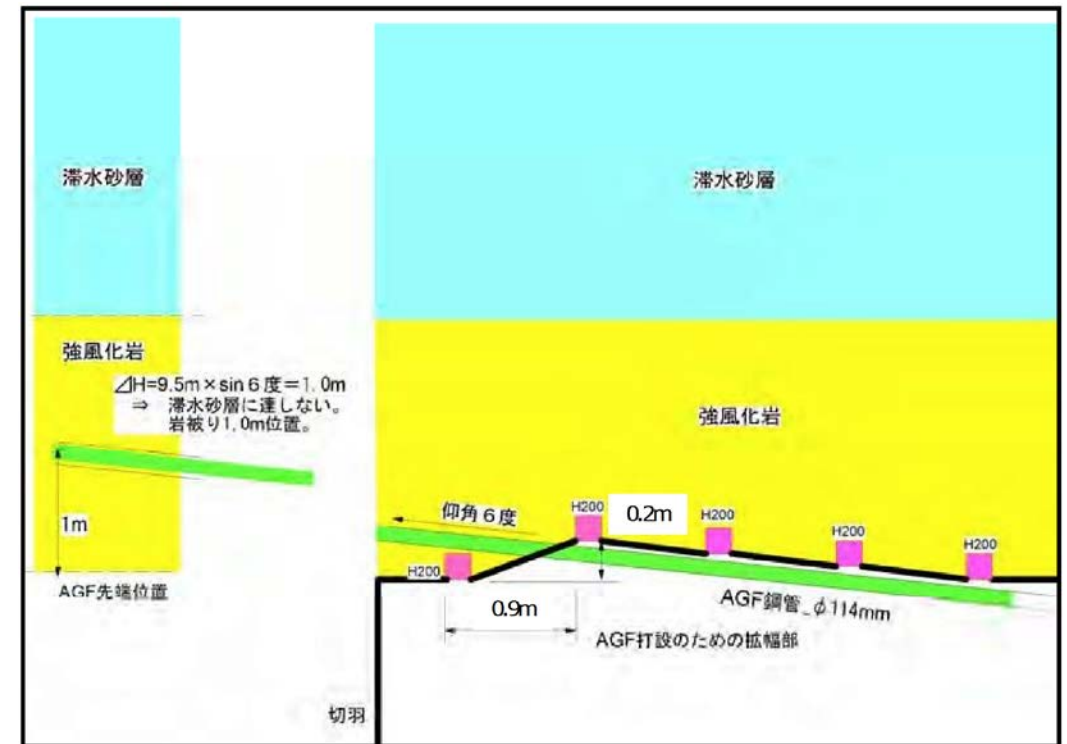 滞水砂層
滞水砂層
強風化岩
⊿H=9.5m×sin６度＝1.0m
⇒ 滞水砂層に達しない。
岩被り1.0m位置。
強風化岩
1m
AGF先端位置
仰角６度
H200
0.2m
H200
H200
H200
H200
0.9m
AGF鋼管_φ114mm
AGF打設のための拡幅部
切羽